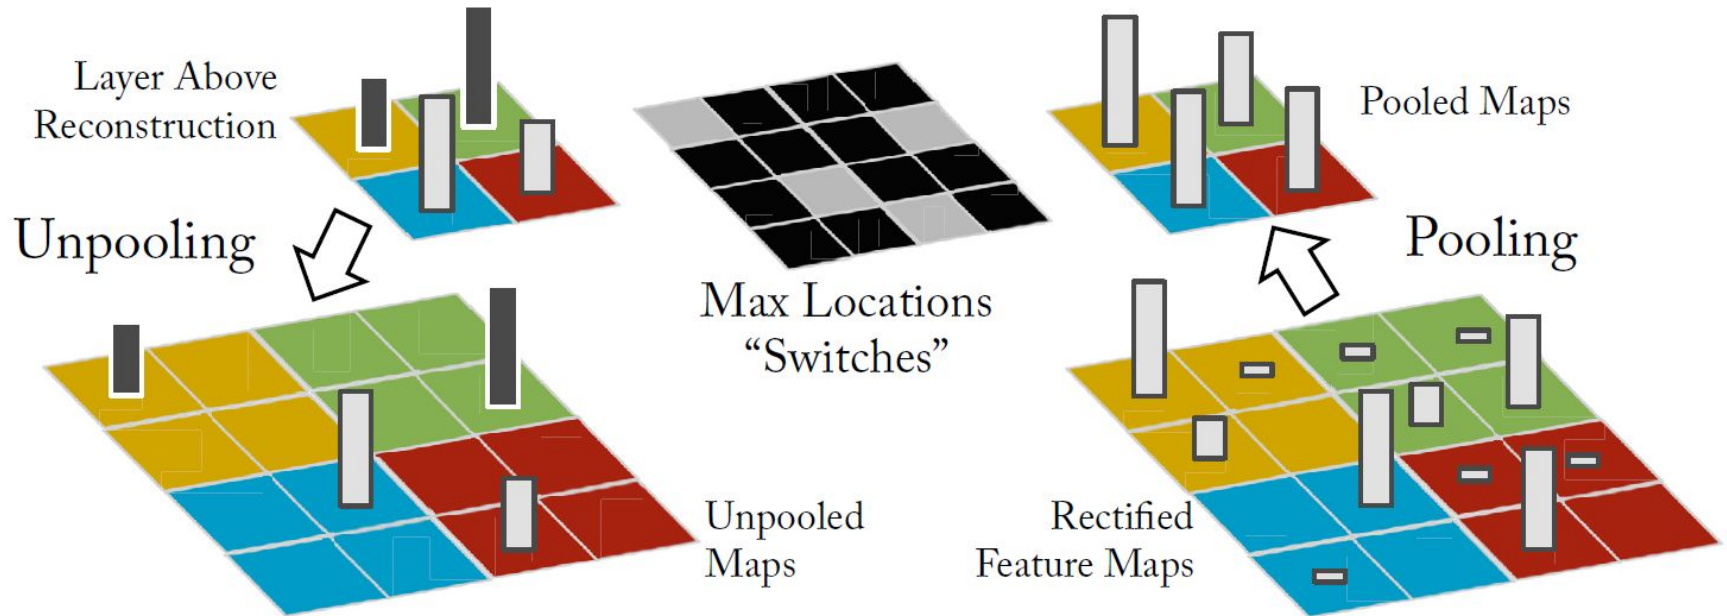 Layer Above
Reconstruction
Pooled Maps
Unpooling
Pooling
Max Locations
“Switches”
Unpooled
Maps
Rectified
Feature Maps